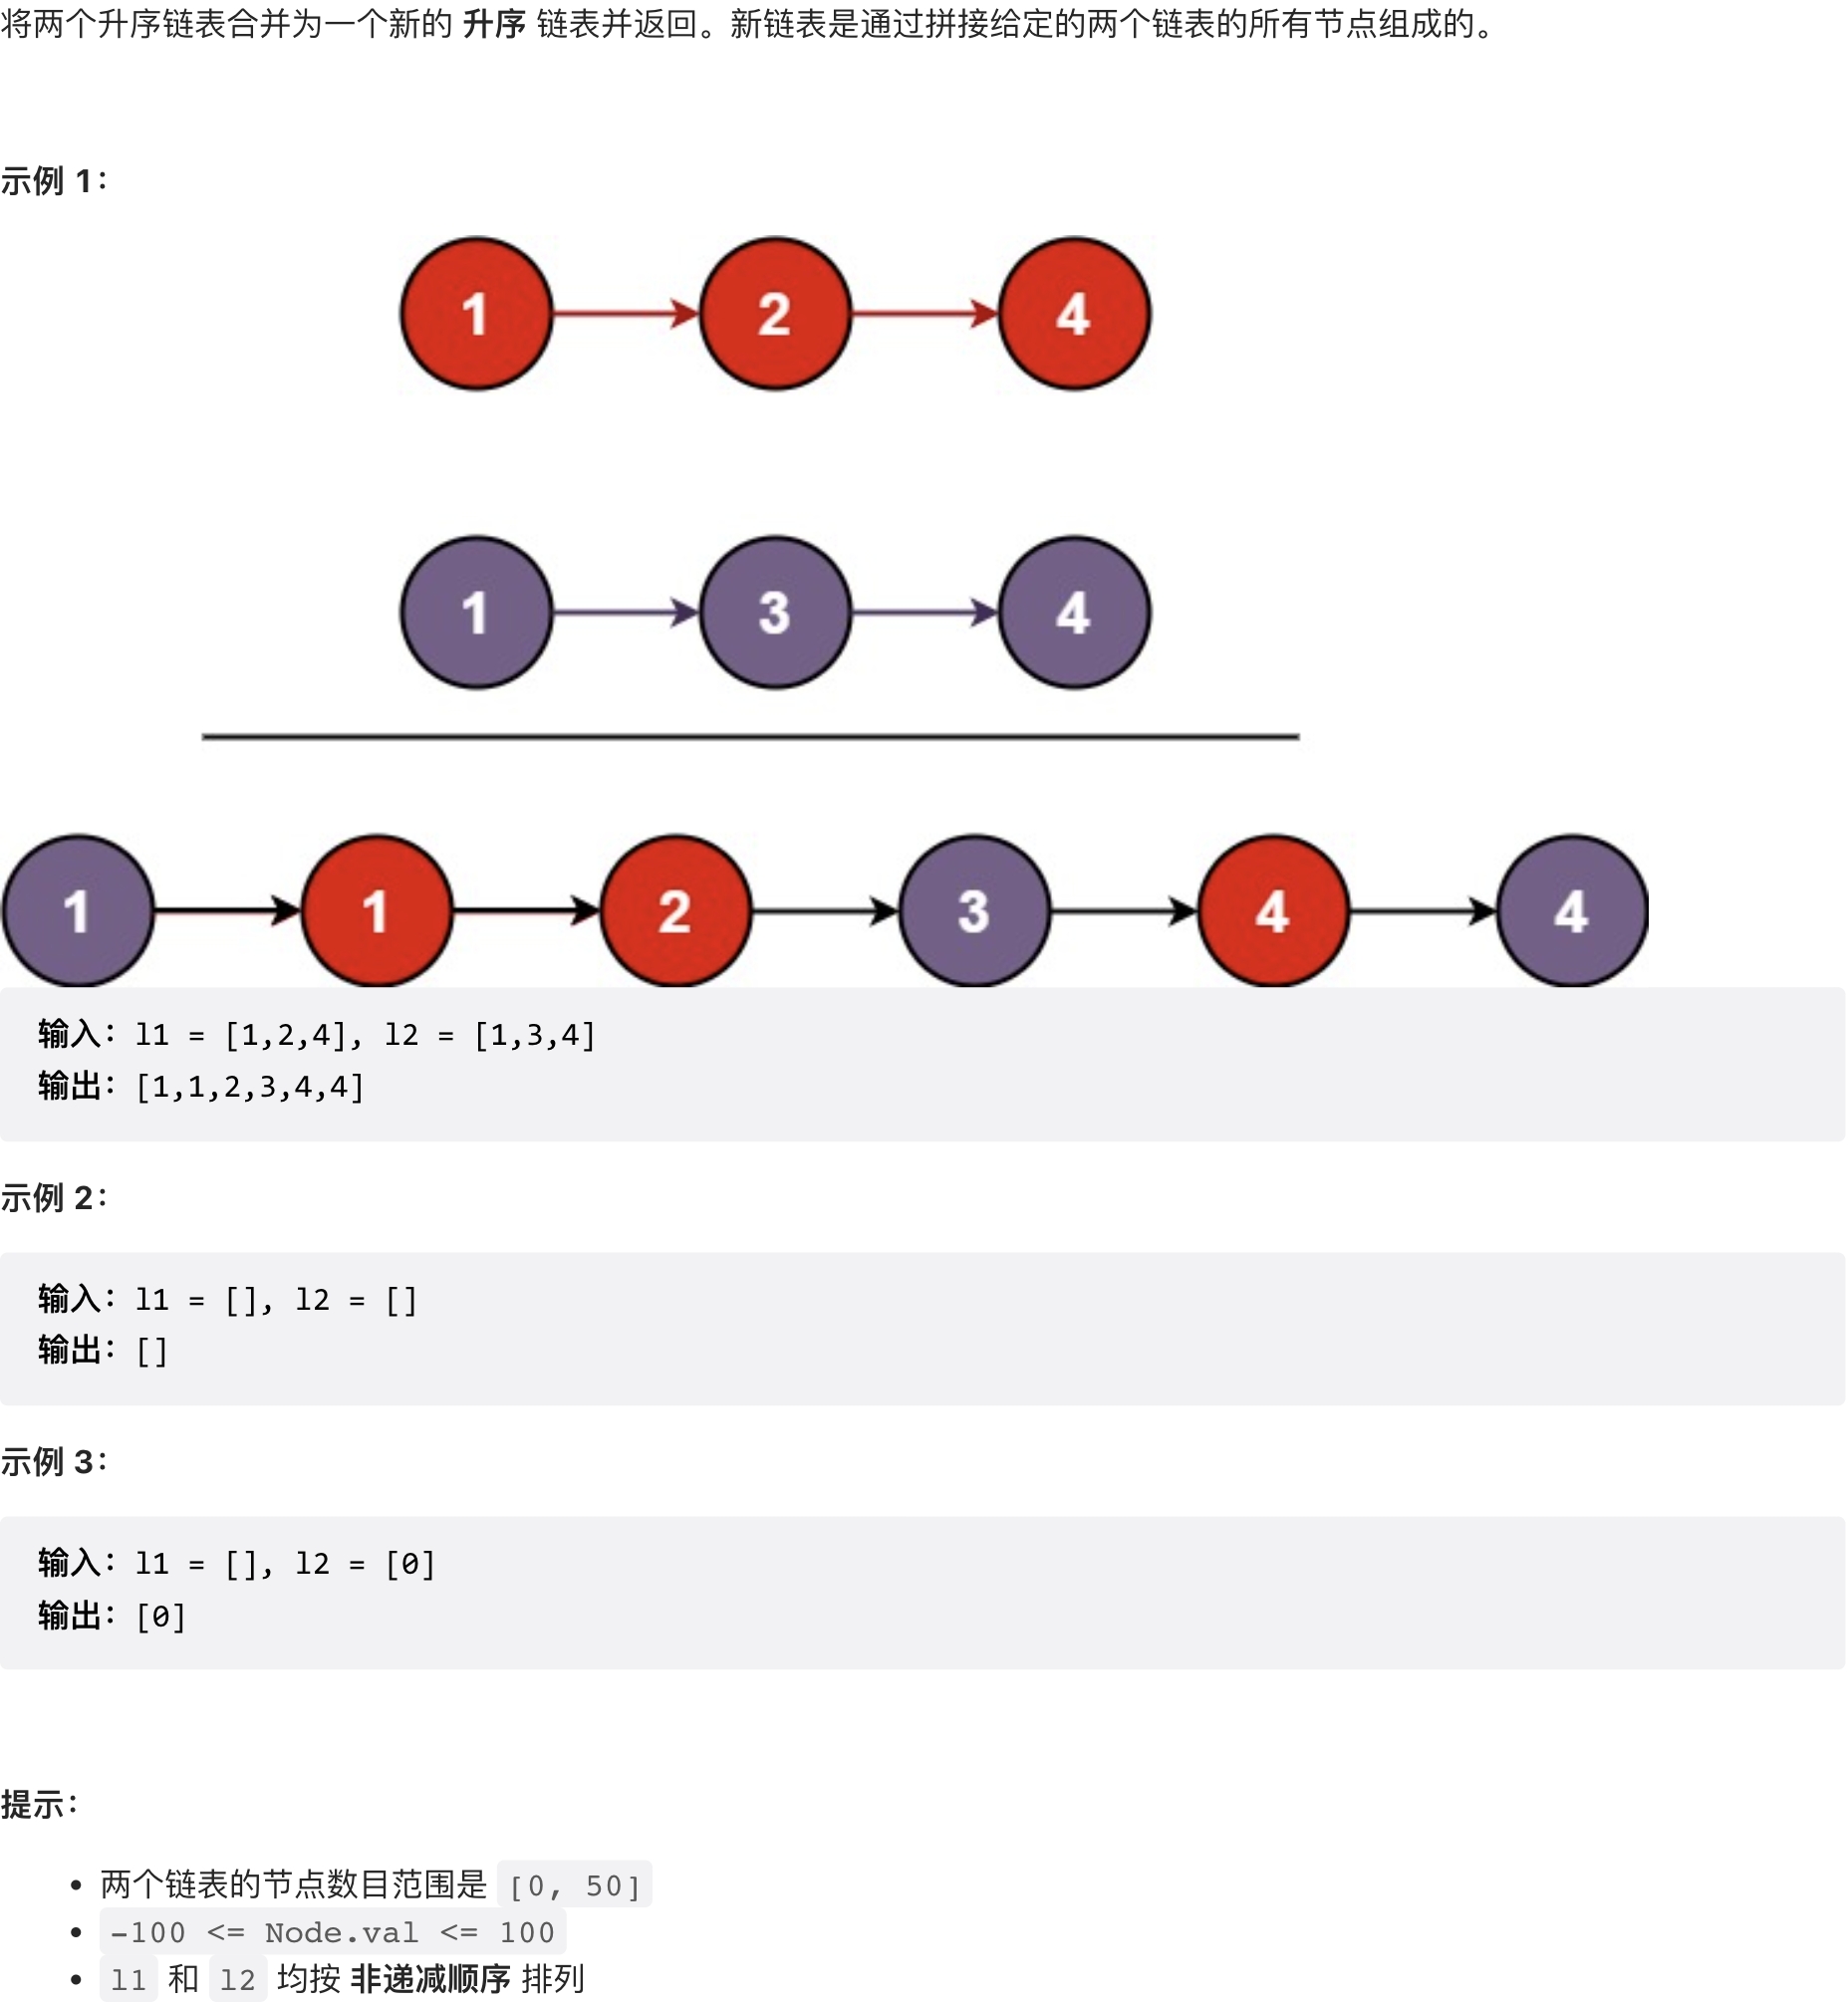 将两个升序链表合并为一个新的 升序 链表并返回。新链表是通过拼接给定的两个链表的所有节点组成的。
示例 1：
1 2 4
1 3 4
1 1 2 3 4 4
输入：l1 = [1,2,4], l2 = [1,3,4]
输出：[1,1,2,3,4,4]
示例 2：
输入：l1 = [], l2 = []
输出：[]
示例 3：
输入：l1 = [], l2 = [0]
输出：[0]
提示：
• 两个链表的节点数目范围是 [0, 50]
• -100 <= Node.val <= 100
• l1 和 l2 均按 非递减顺序 排列